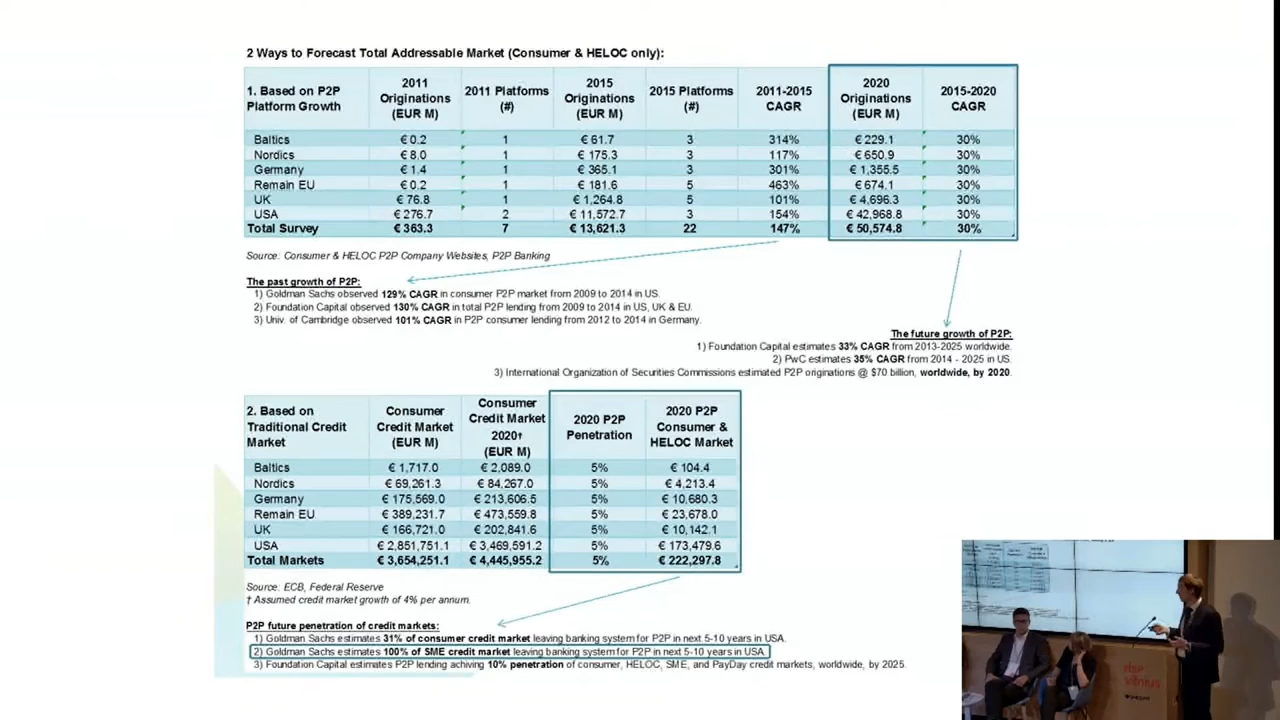 2 Ways to Forecast Total Addressable Market (Consumer & HELOC only):
1. Based on P2P Platform Growth | 2011 Originations (EUR M) | 2011 Platforms (#) | 2015 Originations (EUR M) | 2015 Platforms (#) | 2011-2015 CAGR | 2020 Originations (EUR M) | 2015-2020 CAGR
Baltics € 0.2 1 € 61.7 3 314% € 229.1 30%
Nordics € 8.0 1 € 175.3 3 117% € 650.9 30%
Germany € 1.4 1 € 365.1 3 301% € 1,355.5 30%
Remain EU € 0.2 1 € 181.6 5 463% € 674.1 30%
UK € 76.8 1 € 1,264.8 5 101% € 4,696.3 30%
USA € 276.7 2 € 11,572.7 3 154% € 42,968.8 30%
Total Survey € 363.3 7 € 13,621.3 22 147% € 50,574.8 30%
Source: Consumer & HELOC P2P Company Websites, P2P Banking
The past growth of P2P:
1) Goldman Sachs observed 129% CAGR in consumer P2P market from 2009 to 2014 in US.
2) Foundation Capital observed 130% CAGR in total P2P lending from 2009 to 2014 in US, UK & EU.
3) Univ. of Cambridge observed 101% CAGR in P2P consumer lending from 2012 to 2014 in Germany.
The future growth of P2P:
1) Foundation Capital estimates 33% CAGR from 2013-2025 worldwide.
2) PwC estimates 35% CAGR from 2014 - 2025 in US.
3) International Organization of Securities Commissions estimated P2P originations @ $70 billion, worldwide, by 2020.
2. Based on Traditional Credit Market | Consumer Credit Market (EUR M) | Consumer Credit Market 2020† (EUR M) | 2020 P2P Penetration | 2020 P2P Consumer & HELOC Market
Baltics € 1,717.0 € 2,089.0 5% € 104.4
Nordics € 69,261.3 € 84,267.0 5% € 4,213.4
Germany € 175,569.0 € 213,606.5 5% € 10,680.3
Remain EU € 389,231.7 € 473,559.8 5% € 23,678.0
UK € 166,721.0 € 202,841.6 5% € 10,142.1
USA € 2,851,751.1 € 3,469,591.2 5% € 173,479.6
Total Markets € 3,654,251.1 € 4,445,955.2 5% € 222,297.8
Source: ECB, Federal Reserve
† Assumed credit market growth of 4% per annum.
P2P future penetration of credit markets:
1) Goldman Sachs estimates 31% of consumer credit market leaving banking system for P2P in next 5-10 years in USA.
2) Goldman Sachs estimates 100% of SME credit market leaving banking system for P2P in next 5-10 years in USA
3) Foundation Capital estimates P2P lending achiving 10% penetration of consumer, HELOC, SME, and PayDay credit markets, worldwide, by 2025.
rise
vilnius